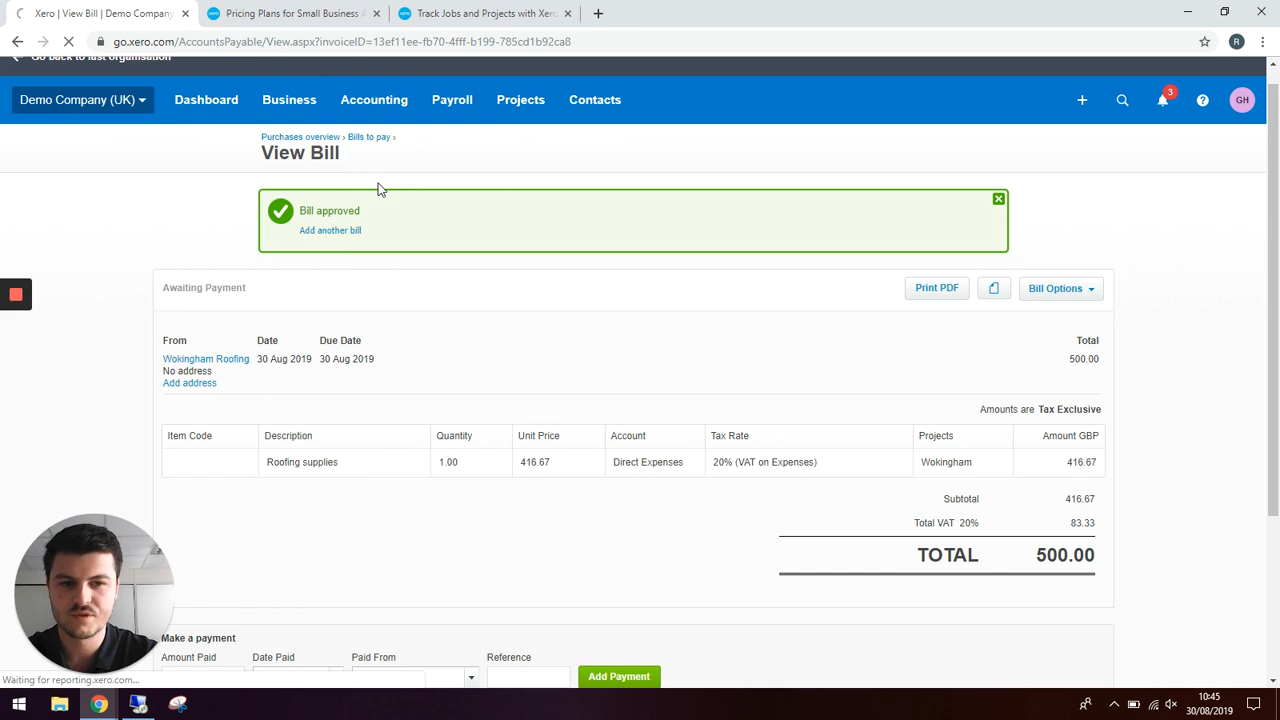 Xero | View Bill | Demo Company
Pricing Plans for Small Business
Track Jobs and Projects with Xero
go.xero.com/AccountsPayable/View.aspx?invoiceID=13ef11ee-fb70-4fff-b199-785cd1b92ca8
R
Go back to last organisation
Demo Company (UK)
Dashboard
Business
Accounting
Payroll
Projects
Contacts
3
GH
Purchases overview › Bills to pay ›
View Bill
Bill approved
Add another bill
Awaiting Payment
Print PDF
Bill Options
From Date Due Date Total
Wokingham Roofing 30 Aug 2019 30 Aug 2019 500.00
No address
Add address
Amounts are Tax Exclusive
Item Code Description Quantity Unit Price Account Tax Rate Projects Amount GBP
Roofing supplies 1.00 416.67 Direct Expenses 20% (VAT on Expenses) Wokingham 416.67
Subtotal 416.67
Total VAT 20% 83.33
TOTAL 500.00
Make a payment
Amount Paid Date Paid Paid From Reference
Add Payment
Waiting for reporting.xero.com...
10:45
30/08/2019